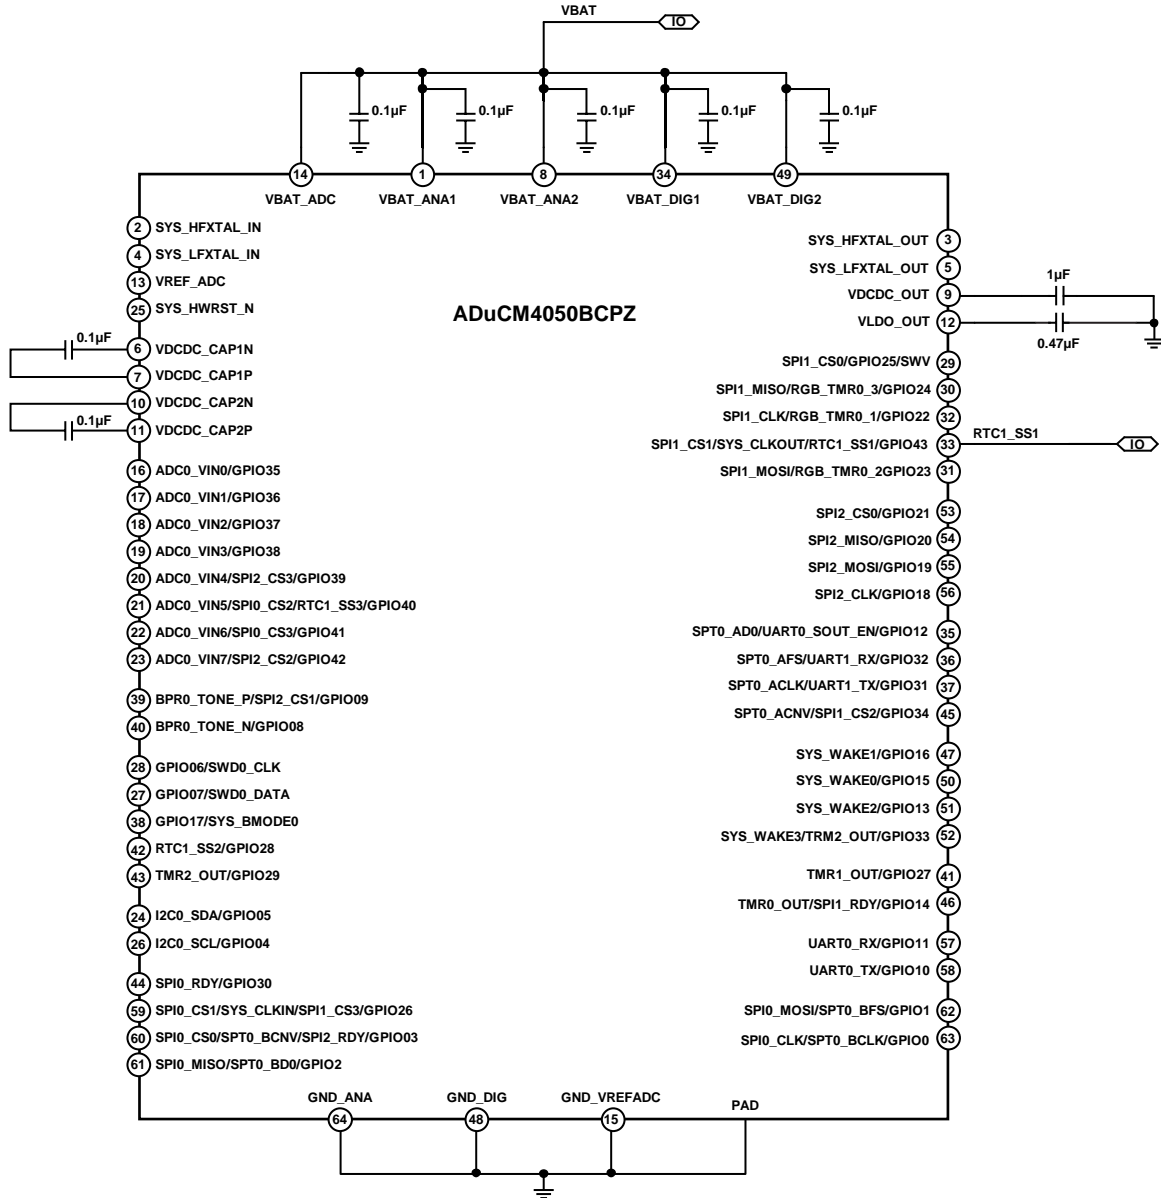 VBAT
IO
0.1µF 0.1µF 0.1µF 0.1µF 0.1µF
14 1 8 34 49
VBAT_ADC VBAT_ANA1 VBAT_ANA2 VBAT_DIG1 VBAT_DIG2
ADuCM4050BCPZ
2 SYS_HFXTAL_IN
4 SYS_LFXTAL_IN
13 VREF_ADC
25 SYS_HWRST_N
0.1µF
6 VDCDC_CAP1N
7 VDCDC_CAP1P
10 VDCDC_CAP2N
0.1µF
11 VDCDC_CAP2P
16 ADC0_VIN0/GPIO35
17 ADC0_VIN1/GPIO36
18 ADC0_VIN2/GPIO37
19 ADC0_VIN3/GPIO38
20 ADC0_VIN4/SPI2_CS3/GPIO39
21 ADC0_VIN5/SPI0_CS2/RTC1_SS3/GPIO40
22 ADC0_VIN6/SPI0_CS3/GPIO41
23 ADC0_VIN7/SPI2_CS2/GPIO42
39 BPR0_TONE_P/SPI2_CS1/GPIO09
40 BPR0_TONE_N/GPIO08
28 GPIO06/SWD0_CLK
27 GPIO07/SWD0_DATA
38 GPIO17/SYS_BMODE0
42 RTC1_SS2/GPIO28
43 TMR2_OUT/GPIO29
24 I2C0_SDA/GPIO05
26 I2C0_SCL/GPIO04
44 SPI0_RDY/GPIO30
59 SPI0_CS1/SYS_CLKIN/SPI1_CS3/GPIO26
60 SPI0_CS0/SPT0_BCNV/SPI2_RDY/GPIO03
61 SPI0_MISO/SPT0_BD0/GPIO2
SYS_HFXTAL_OUT 3
SYS_LFXTAL_OUT 5
1µF
VDCDC_OUT 9
VLDO_OUT 12
0.47µF
SPI1_CS0/GPIO25/SWV 29
SPI1_MISO/RGB_TMR0_3/GPIO24 30
SPI1_CLK/RGB_TMR0_1/GPIO22 32
SPI1_CS1/SYS_CLKOUT/RTC1_SS1/GPIO43 33
RTC1_SS1
IO
SPI1_MOSI/RGB_TMR0_2GPIO23 31
SPI2_CS0/GPIO21 53
SPI2_MISO/GPIO20 54
SPI2_MOSI/GPIO19 55
SPI2_CLK/GPIO18 56
SPT0_AD0/UART0_SOUT_EN/GPIO12 35
SPT0_AFS/UART1_RX/GPIO32 36
SPT0_ACLK/UART1_TX/GPIO31 37
SPT0_ACNV/SPI1_CS2/GPIO34 45
SYS_WAKE1/GPIO16 47
SYS_WAKE0/GPIO15 50
SYS_WAKE2/GPIO13 51
SYS_WAKE3/TRM2_OUT/GPIO33 52
TMR1_OUT/GPIO27 41
TMR0_OUT/SPI1_RDY/GPIO14 46
UART0_RX/GPIO11 57
UART0_TX/GPIO10 58
SPI0_MOSI/SPT0_BFS/GPIO1 62
SPI0_CLK/SPT0_BCLK/GPIO0 63
GND_ANA GND_DIG GND_VREFADC PAD
64 48 15